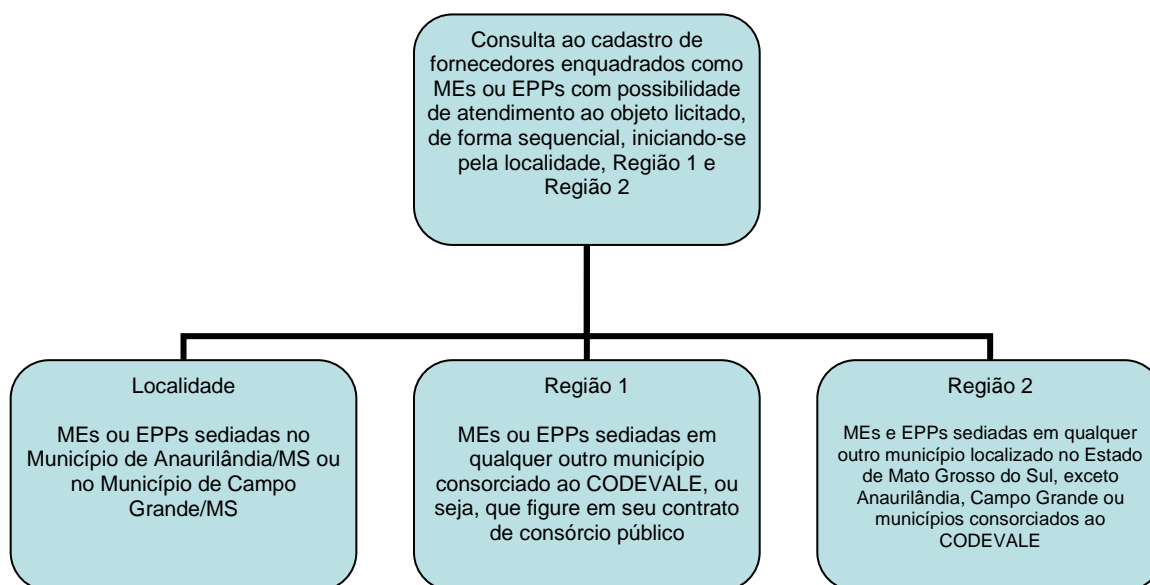 Consulta ao cadastro de
fornecedores enquadrados como
MEs ou EPPs com possibilidade
de atendimento ao objeto licitado,
de forma sequencial, iniciando-se
pela localidade, Região 1 e
Região 2
Localidade
MEs ou EPPs sediadas no
Município de Anaurilândia/MS ou
no Município de Campo
Grande/MS
Região 1
MEs ou EPPs sediadas em
qualquer outro município
consorciado ao CODEVALE, ou
seja, que figure em seu contrato
de consórcio público
Região 2
MEs e EPPs sediadas em qualquer
outro município localizado no Estado
de Mato Grosso do Sul, exceto
Anaurilândia, Campo Grande ou
municípios consorciados ao
CODEVALE